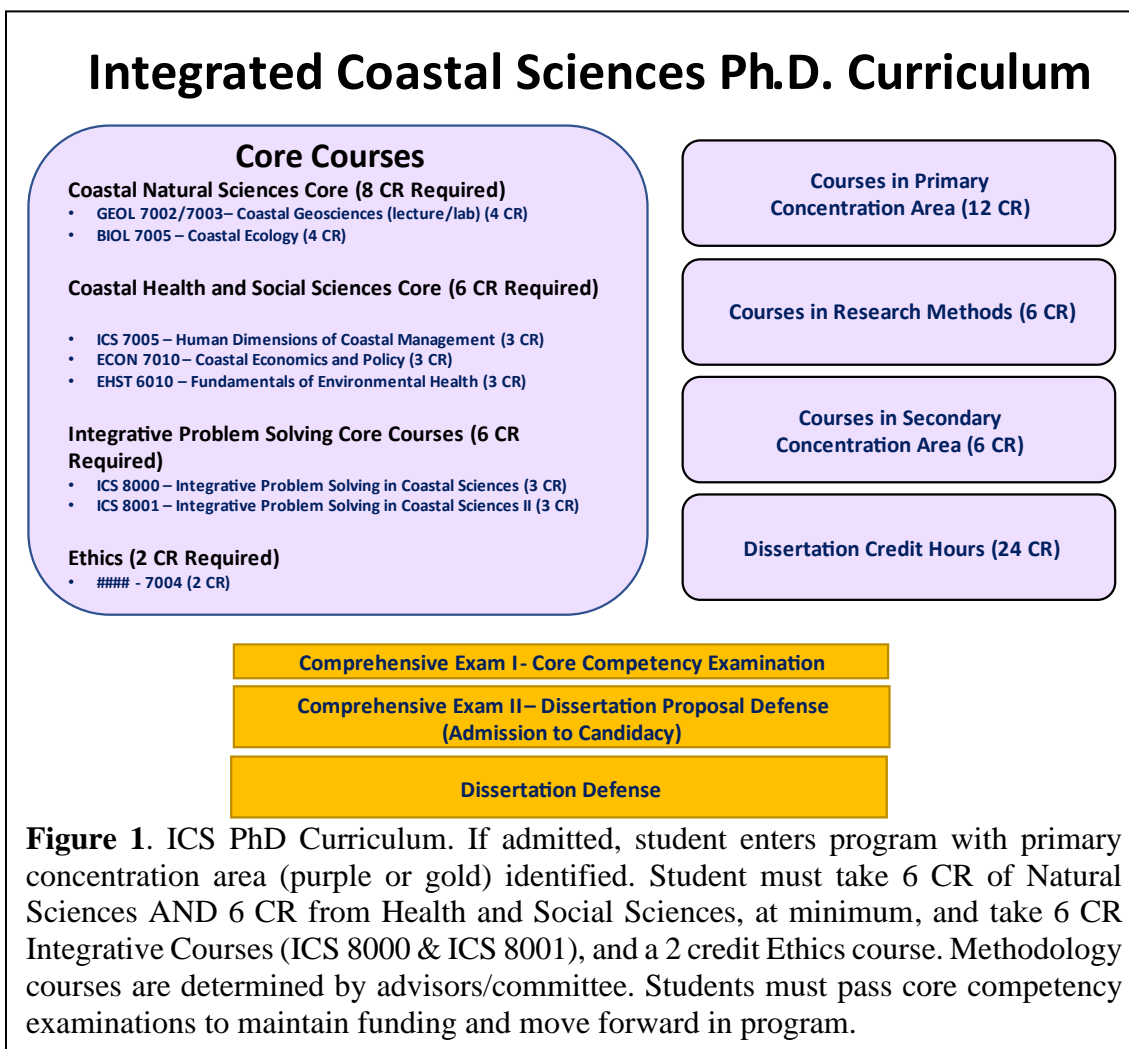 Integrated Coastal Sciences Ph.D. Curriculum
Core Courses
Coastal Natural Sciences Core (8 CR Required)
• GEOL 7002/7003– Coastal Geosciences (lecture/lab) (4 CR)
• BIOL 7005 – Coastal Ecology (4 CR)
Coastal Health and Social Sciences Core (6 CR Required)
• ICS 7005 – Human Dimensions of Coastal Management (3 CR)
• ECON 7010 – Coastal Economics and Policy (3 CR)
• EHST 6010 – Fundamentals of Environmental Health (3 CR)
Integrative Problem Solving Core Courses (6 CR
Required)
• ICS 8000 – Integrative Problem Solving in Coastal Sciences (3 CR)
• ICS 8001 – Integrative Problem Solving in Coastal Sciences II (3 CR)
Ethics (2 CR Required)
• #### - 7004 (2 CR)
Courses in Primary
Concentration Area (12 CR)
Courses in Research Methods (6 CR)
Courses in Secondary
Concentration Area (6 CR)
Dissertation Credit Hours (24 CR)
Comprehensive Exam I - Core Competency Examination
Comprehensive Exam II – Dissertation Proposal Defense
(Admission to Candidacy)
Dissertation Defense
Figure 1. ICS PhD Curriculum. If admitted, student enters program with primary
concentration area (purple or gold) identified. Student must take 6 CR of Natural
Sciences AND 6 CR from Health and Social Sciences, at minimum, and take 6 CR
Integrative Courses (ICS 8000 & ICS 8001), and a 2 credit Ethics course. Methodology
courses are determined by advisors/committee. Students must pass core competency
examinations to maintain funding and move forward in program.